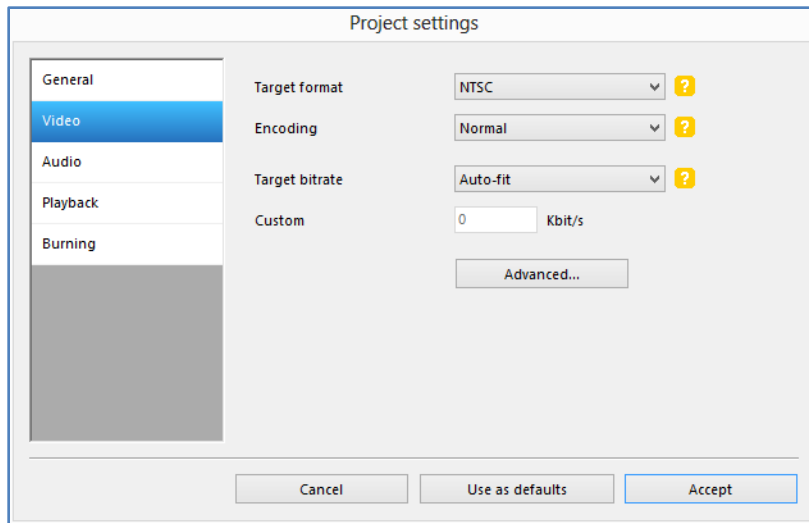 Project settings
General
Video
Audio
Playback
Burning
Target format NTSC ?
Encoding Normal ?
Target bitrate Auto-fit ?
Custom 0 Kbit/s
Advanced...
Cancel Use as defaults Accept